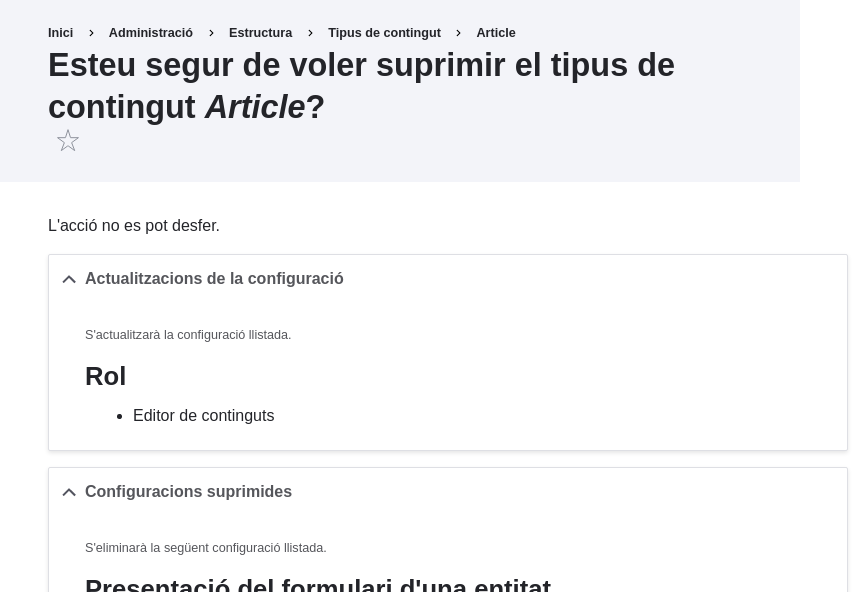 Inici > Administració > Estructura > Tipus de contingut > Article
Esteu segur de voler suprimir el tipus de
contingut Article?
L'acció no es pot desfer.
Actualitzacions de la configuració
S'actualitzarà la configuració llistada.
Rol
• Editor de continguts
Configuracions suprimides
S'eliminarà la següent configuració llistada.
Presentació del formulari d'una entitat